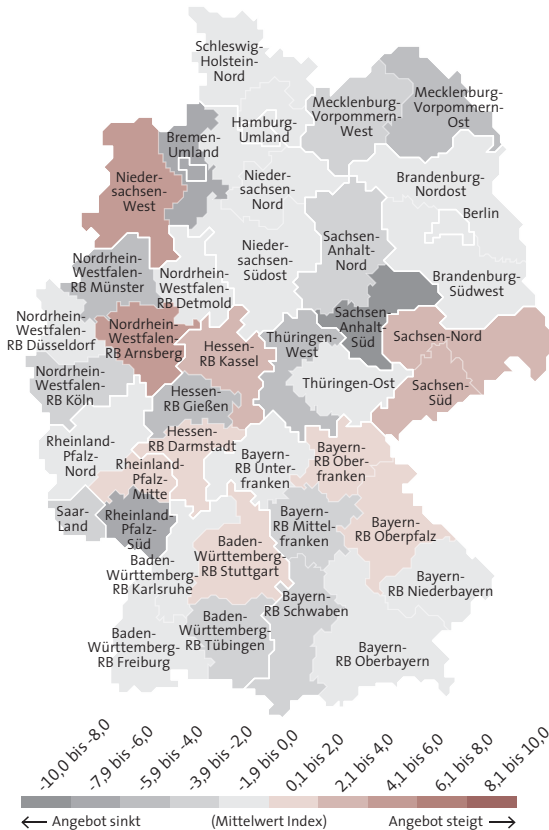 Schleswig-
Holstein-
Nord
Mecklenburg-
Vorpommern-
West
Mecklenburg-
Vorpommern-
Ost
Hamburg-
Umland
Bremen-
Umland
Nieder-
sachsen-
West
Nieder-
sachsen-
Nord
Brandenburg-
Nordost
Berlin
Nieder-
sachsen-
Südost
Sachsen-
Anhalt-
Nord
Brandenburg-
Südwest
Nordrhein-
Westfalen-
RB Münster
Nordrhein-
Westfalen-
RB Detmold
Nordrhein-
Westfalen-
RB Düsseldorf
Nordrhein-
Westfalen-
RB Arnsberg
Hessen-
RB Kassel
Thüringen-
West
Sachsen-
Anhalt-
Süd
Sachsen-Nord
Nordrhein-
Westfalen-
RB Köln
Hessen-
RB Gießen
Thüringen-Ost
Sachsen-
Süd
Rheinland-
Pfalz-
Nord
Hessen-
RB Darmstadt
Rheinland-
Pfalz-
Mitte
Bayern-
RB Unter-
franken
Bayern-
RB Ober-
franken
Saar-
Land
Rheinland-
Pfalz-
Süd
Bayern-
RB Mittel-
franken
Bayern-
RB Oberpfalz
Baden-
Württemberg-
RB Karlsruhe
Baden-
Württemberg-
RB Stuttgart
Bayern-
RB Niederbayern
Bayern-
RB Schwaben
Baden-
Württemberg-
RB Freiburg
Baden-
Württemberg-
RB Tübingen
Bayern-
RB Oberbayern
-10,0 bis -8,0
-7,9 bis -6,0
-5,9 bis -4,0
-3,9 bis -2,0
-1,9 bis 0,0
0,1 bis 2,0
2,1 bis 4,0
4,1 bis 6,0
6,1 bis 8,0
8,1 bis 10,0
← Angebot sinkt (Mittelwert Index) Angebot steigt →